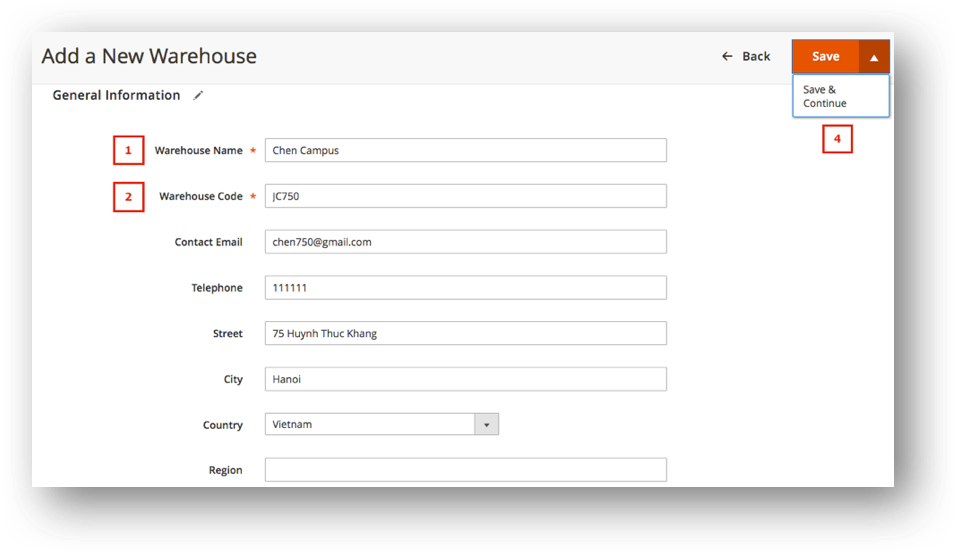 Add a New Warehouse
← Back
Save
Save &
Continue
General Information
4
1 Warehouse Name * Chen Campus
2 Warehouse Code * JC750
Contact Email chen750@gmail.com
Telephone 111111
Street 75 Huynh Thuc Khang
City Hanoi
Country Vietnam
Region